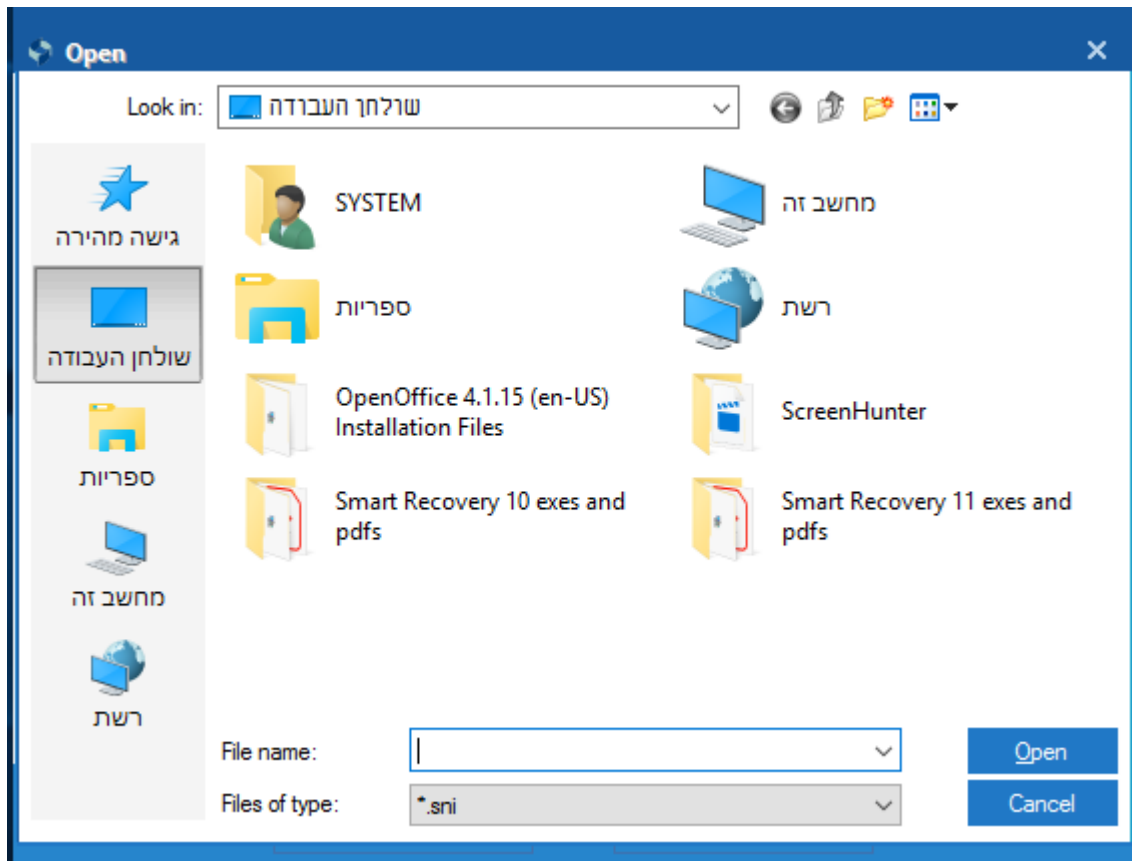 Open
Look in:
שולחן העבודה
גישה מהירה
שולחן העבודה
ספריות
מחשב זה
רשת
SYSTEM
מחשב זה
ספריות
רשת
OpenOffice 4.1.15 (en-US)
Installation Files
ScreenHunter
Smart Recovery 10 exes and
pdfs
Smart Recovery 11 exes and
pdfs
File name:
Open
Files of type:
*.sni
Cancel